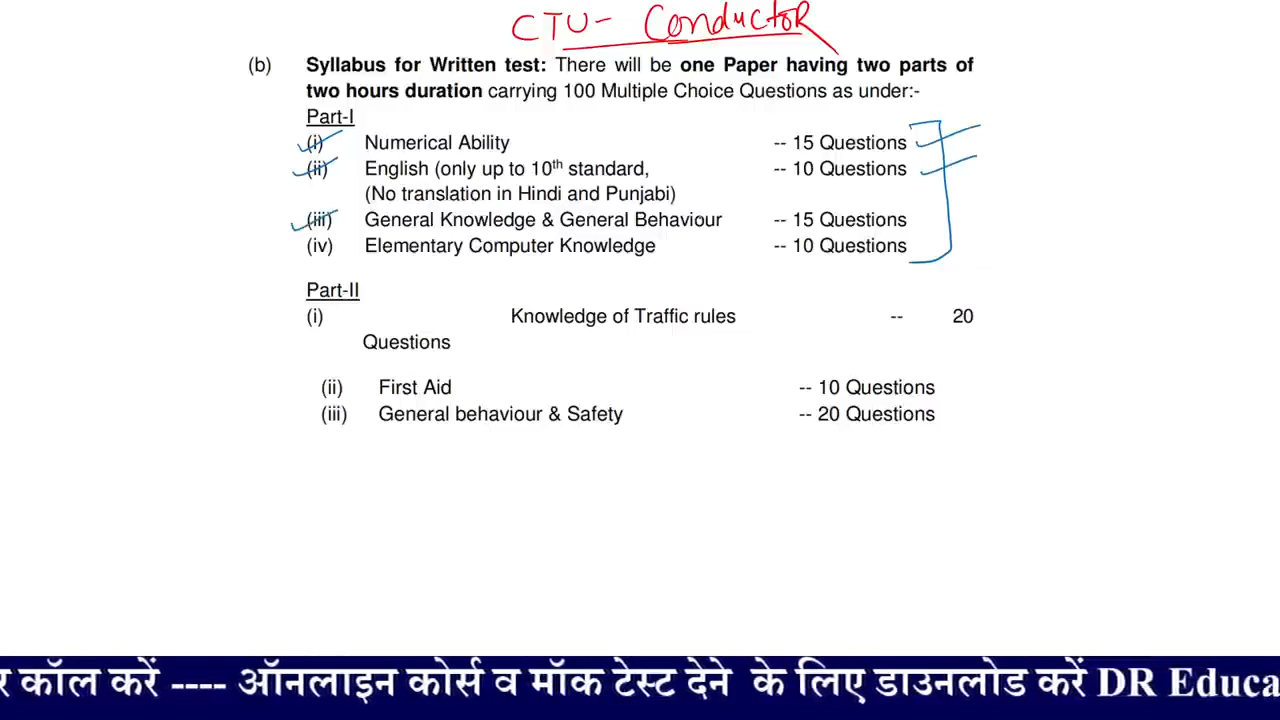 CTU- Conductor
(b) Syllabus for Written test: There will be one Paper having two parts of
two hours duration carrying 100 Multiple Choice Questions as under:-
Part-I
(i) Numerical Ability -- 15 Questions
(ii) English (only up to 10th standard, -- 10 Questions
(No translation in Hindi and Punjabi)
(iii) General Knowledge & General Behaviour -- 15 Questions
(iv) Elementary Computer Knowledge -- 10 Questions
Part-II
(i) Knowledge of Traffic rules -- 20
Questions
(ii) First Aid -- 10 Questions
(iii) General behaviour & Safety -- 20 Questions
र कॉल करें ---- ऑनलाइन कोर्स व मॉक टेस्ट देने के लिए डाउनलोड करें DR Educa